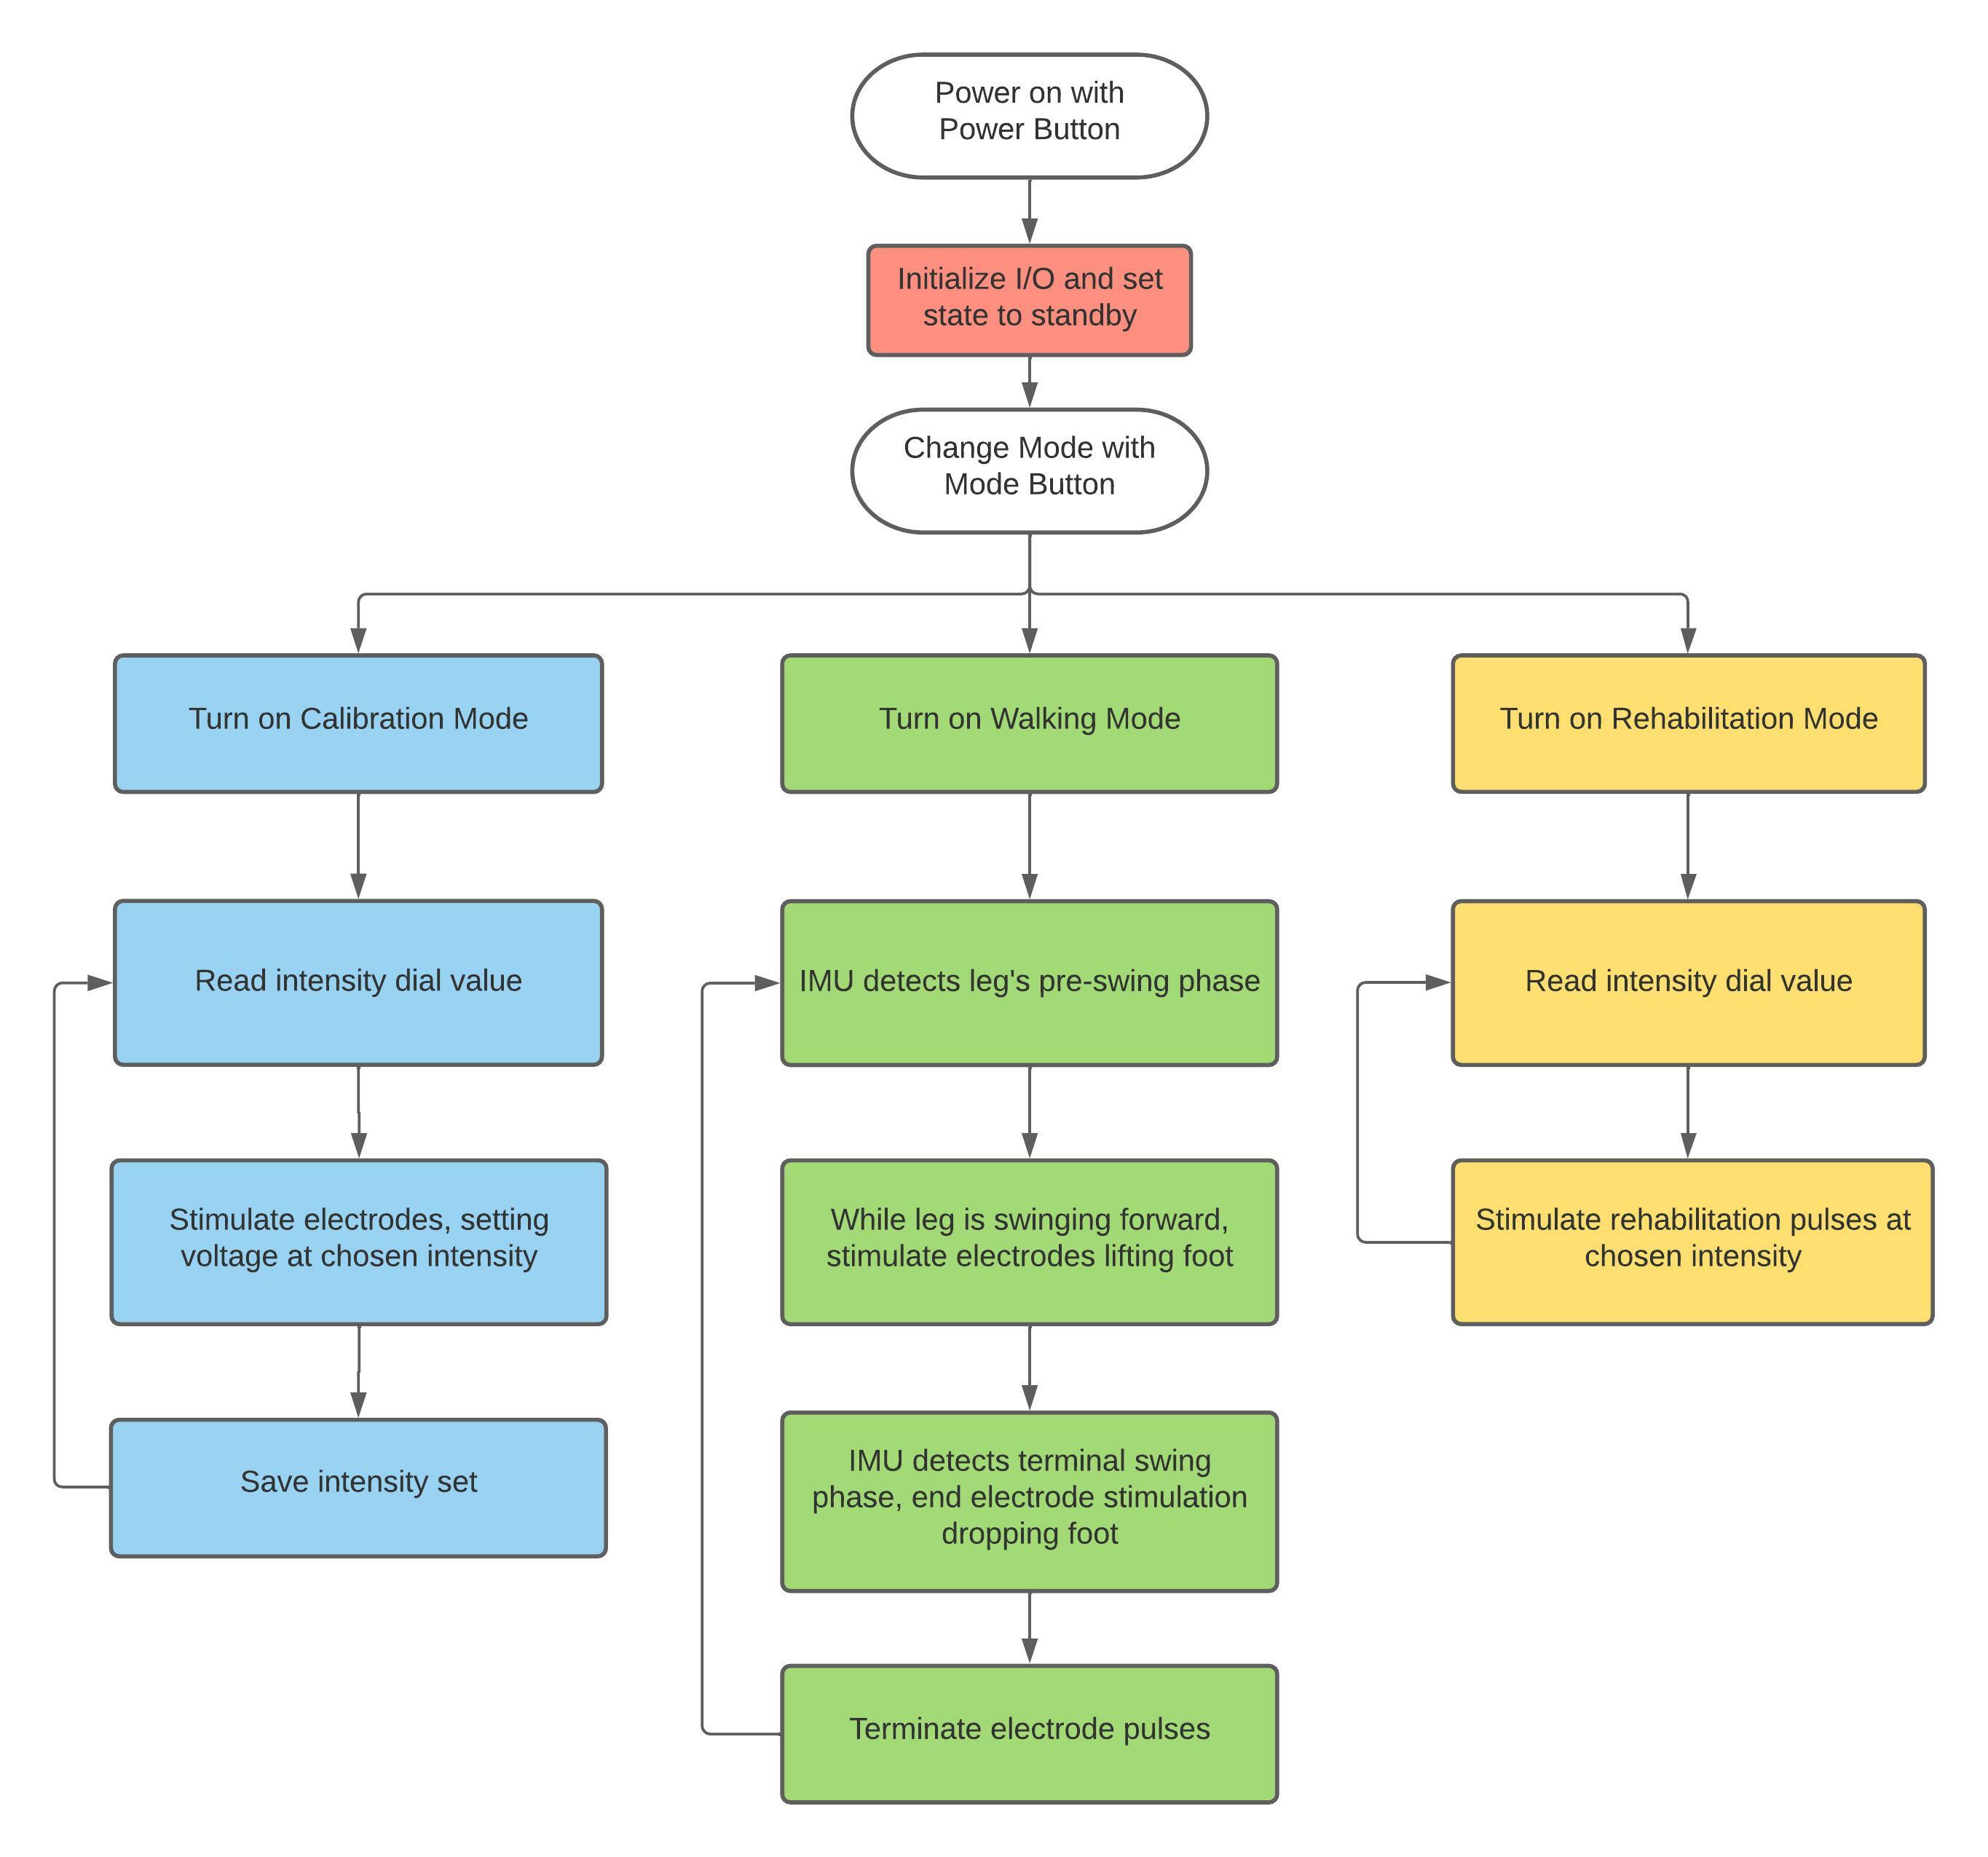 Power on with
Power Button
Initialize I/O and set
state to standby
Change Mode with
Mode Button
Turn on Calibration Mode
Turn on Walking Mode
Turn on Rehabilitation Mode
Read intensity dial value
IMU detects leg's pre-swing phase
Read intensity dial value
Stimulate electrodes, setting
voltage at chosen intensity
While leg is swinging forward,
stimulate electrodes lifting foot
Stimulate rehabilitation pulses at
chosen intensity
Save intensity set
IMU detects terminal swing
phase, end electrode stimulation
dropping foot
Terminate electrode pulses